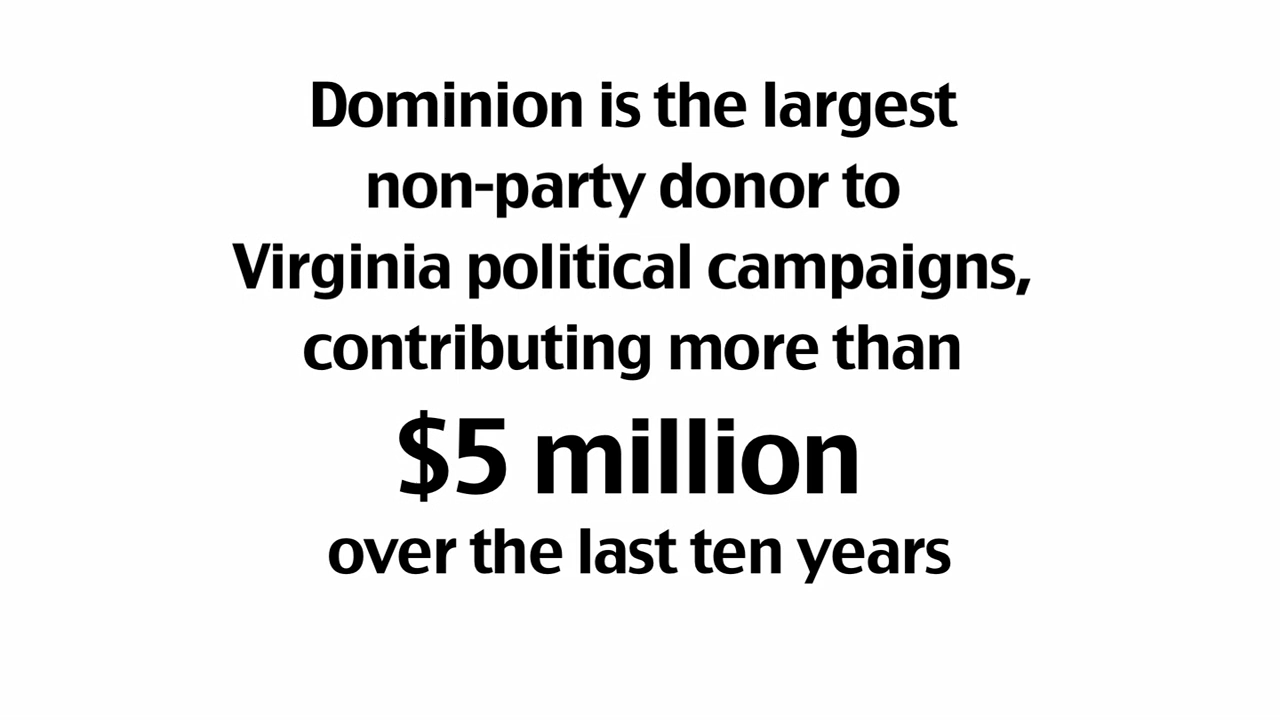 Dominion is the largest
non-party donor to
Virginia political campaigns,
contributing more than
$5 million
over the last ten years